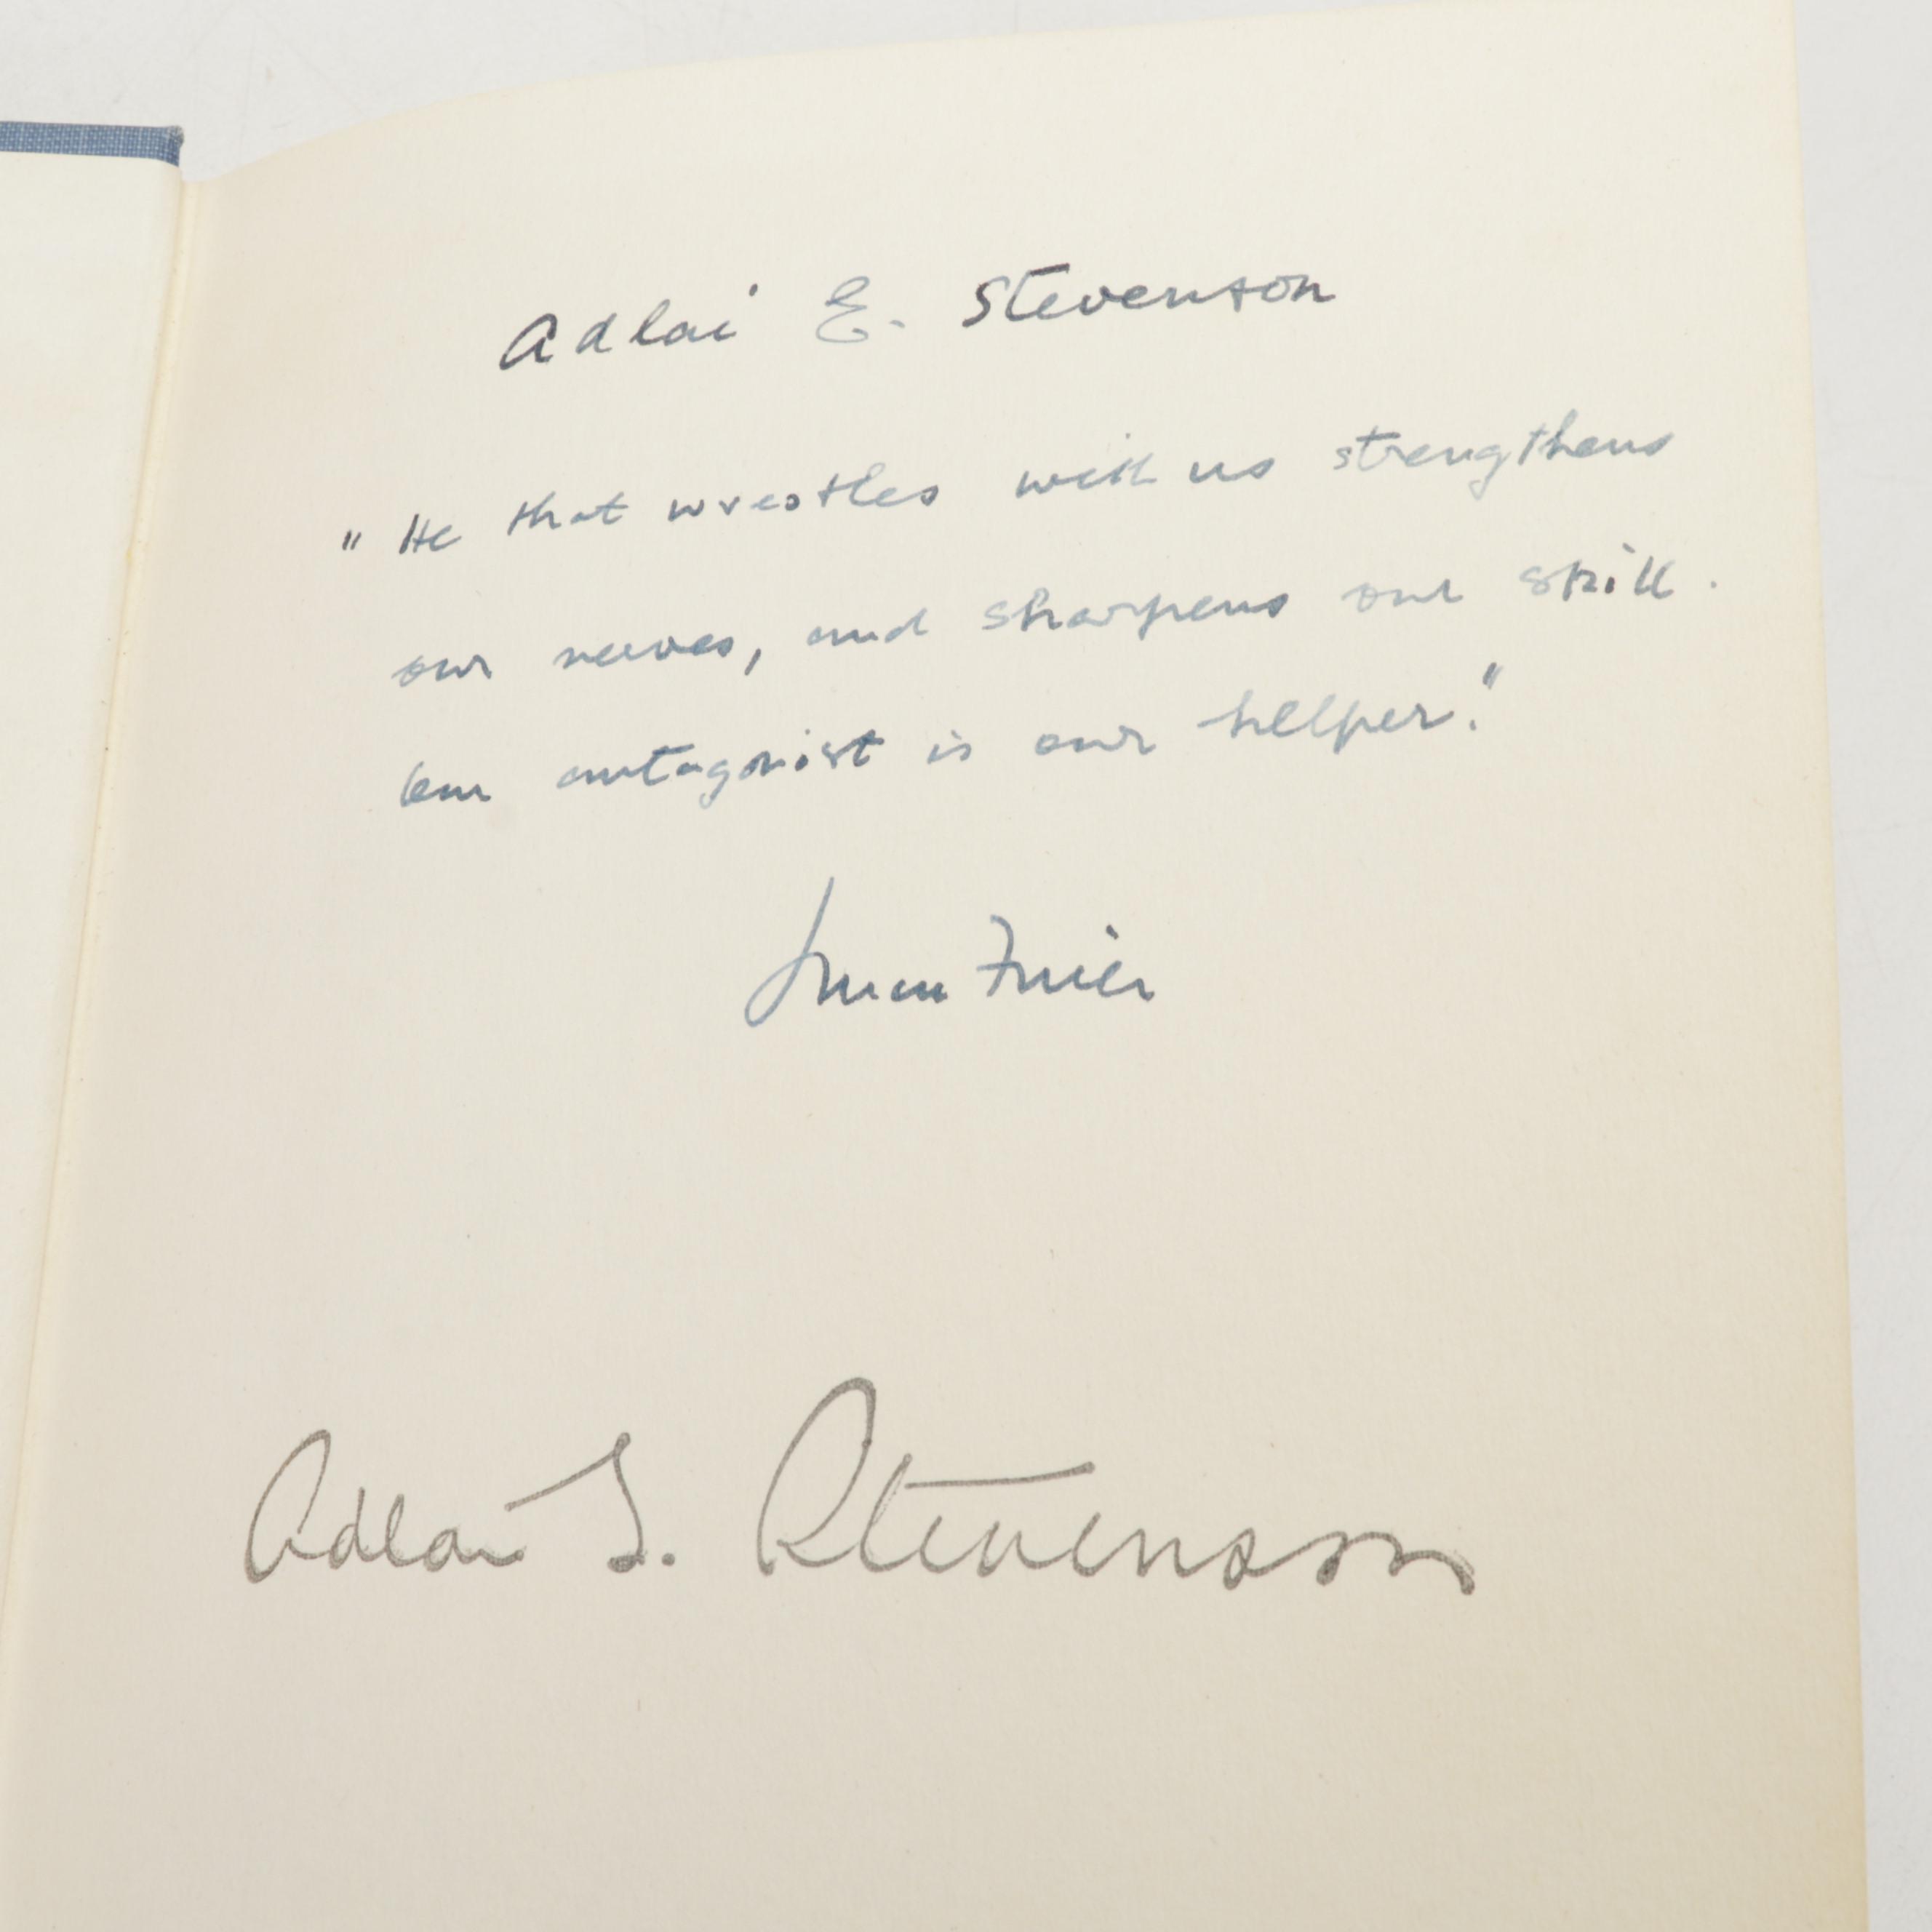 Adlai E. Stevenson
"He that wrestles with us strengthens
our nerves, and sharpens our skill.
Our antagonist is our helper."
Adlai E. Stevenson